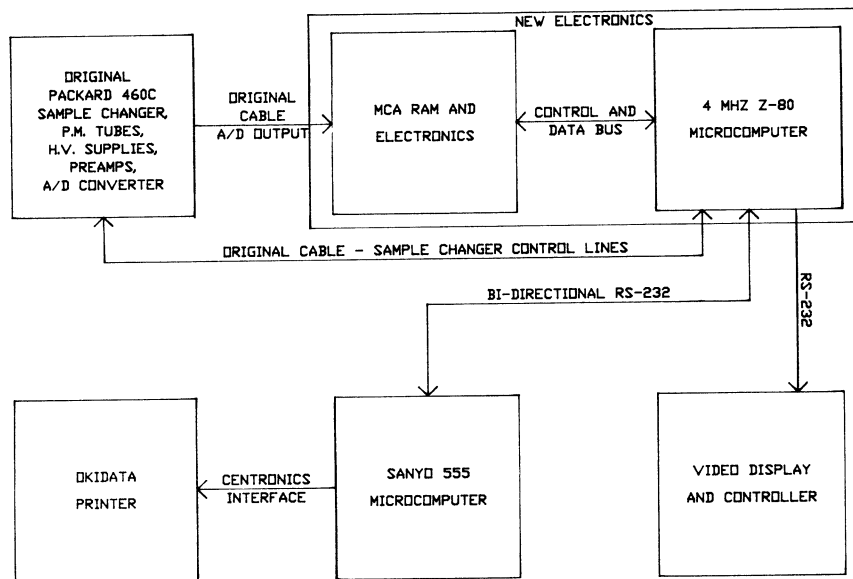 NEW ELECTRONICS
ORIGINAL
PACKARD 460C
SAMPLE CHANGER,
P.M. TUBES,
H.V. SUPPLIES,
PREAMPS,
A/D CONVERTER
ORIGINAL
CABLE
A/D OUTPUT
MCA RAM AND
ELECTRONICS
CONTROL AND
DATA BUS
4 MHZ Z-80
MICROCOMPUTER
ORIGINAL CABLE - SAMPLE CHANGER CONTROL LINES
BI-DIRECTIONAL RS-232
RS-232
OKIDATA
PRINTER
CENTRONICS
INTERFACE
SANYO 555
MICROCOMPUTER
VIDEO DISPLAY
AND CONTROLLER